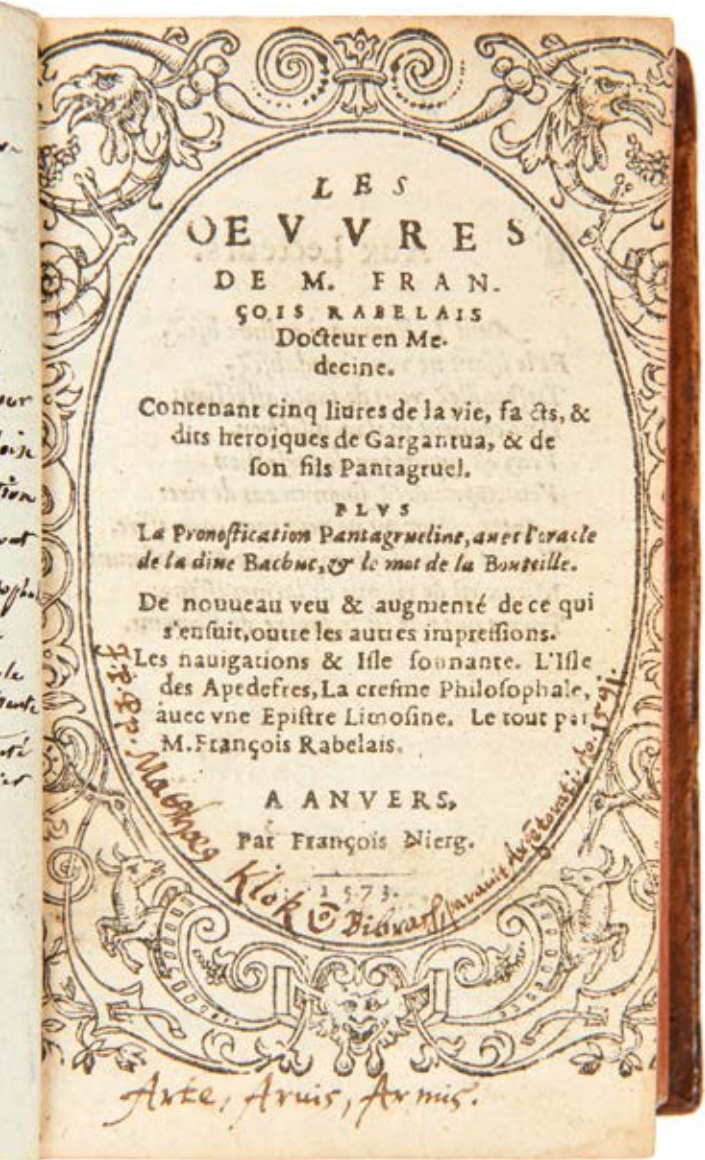 LES
OEVVRES
DE M. FRAN-
ÇOIS RABELAIS
Docteur en Me-
decine.
Contenant cinq liures de la vie, faicts, &
dits heroiques de Gargantua, & de
son fils Pantagruel.
PLVS
La Pronostication Pantagrueline, auec l'oracle
de la diue Bacbuc, & le mot de la Bouteille.
De nouueau veu & augmenté de ce qui
s'ensuit, outre les autres impressions.
Les nauigations & Isle sonnante. L'Isle
des Apedefres, La cresme Philosophale,
auec vne Epistre Limosine. Le tout par
M. François Rabelais.
A ANVERS,
Par François Nierg.
1573.
Klok
1591.
Arte, Aruis, Armis.